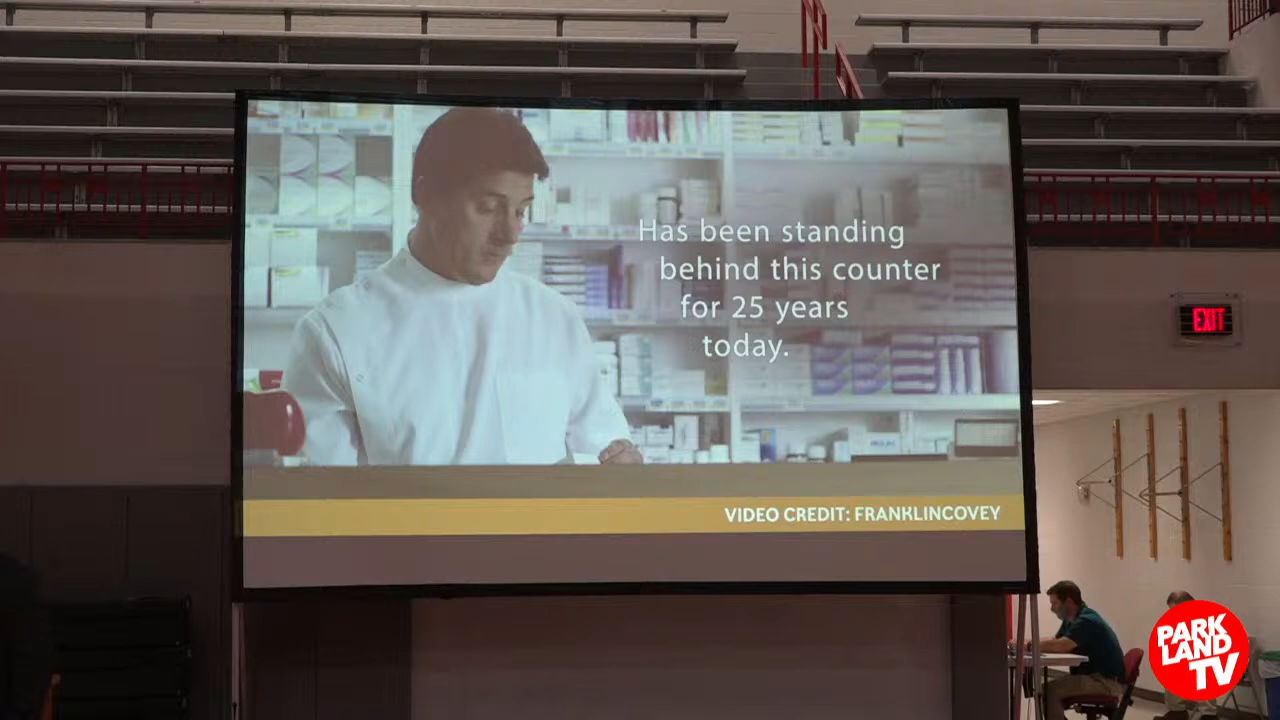 Has been standing
behind this counter
for 25 years
today.
VIDEO CREDIT: FRANKLINCOVEY
EXIT
PARK
LAND
TV